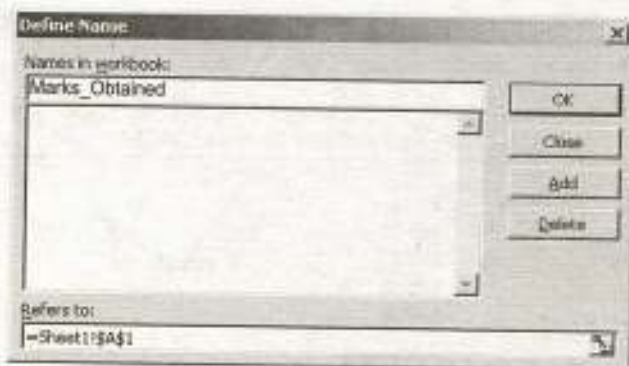 Define Name
Names in workbook:
Marks_Obtained
OK
Close
Add
Delete
Refers to:
=Sheet1!$A$1